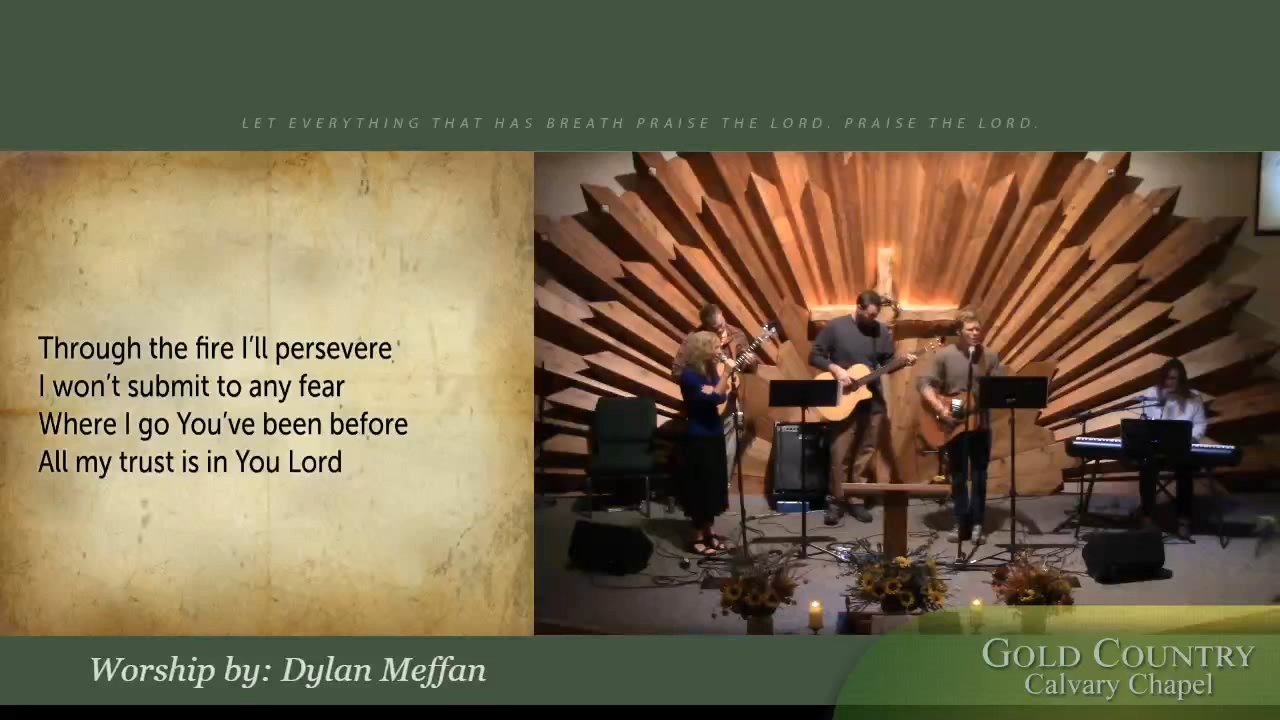 LET EVERYTHING THAT HAS BREATH PRAISE THE LORD. PRAISE THE LORD.
Through the fire I'll persevere
I won't submit to any fear
Where I go You've been before
All my trust is in You Lord
Worship by: Dylan Meffan
GOLD COUNTRY
Calvary Chapel